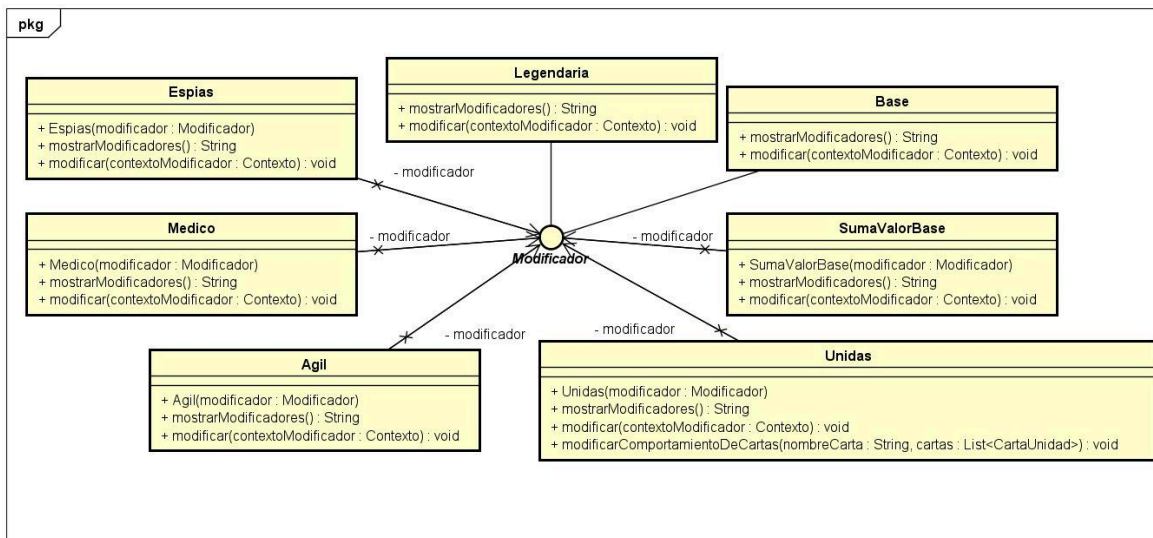 pkg
Legendaria
+ mostrarModificadores() : String
+ modificar(contextoModificador : Contexto) : void
Espias
+ Espias(modificador : Modificador)
+ mostrarModificadores() : String
+ modificar(contextoModificador : Contexto) : void
Base
+ mostrarModificadores() : String
+ modificar(contextoModificador : Contexto) : void
- modificador
Medico
+ Medico(modificador : Modificador)
+ mostrarModificadores() : String
+ modificar(contextoModificador : Contexto) : void
- modificador
Modificador
- modificador
SumaValorBase
+ SumaValorBase(modificador : Modificador)
+ mostrarModificadores() : String
+ modificar(contextoModificador : Contexto) : void
- modificador
- modificador
Agil
+ Agil(modificador : Modificador)
+ mostrarModificadores() : String
+ modificar(contextoModificador : Contexto) : void
Unidas
+ Unidas(modificador : Modificador)
+ mostrarModificadores() : String
+ modificar(contextoModificador : Contexto) : void
+ modificarComportamientoDeCartas(nombreCarta : String, cartas : List<CartaUnidad>) : void